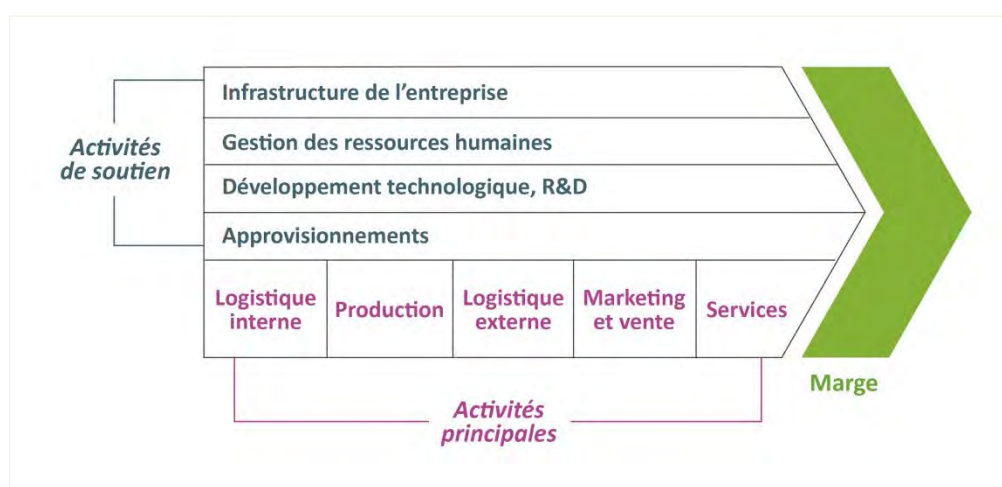 Infrastructure de l'entreprise
Gestion des ressources humaines
Activités
de soutien
Développement technologique, R&D
Approvisionnements
Logistique
interne
Production
Logistique
externe
Marketing
et vente
Services
Marge
Activités
principales